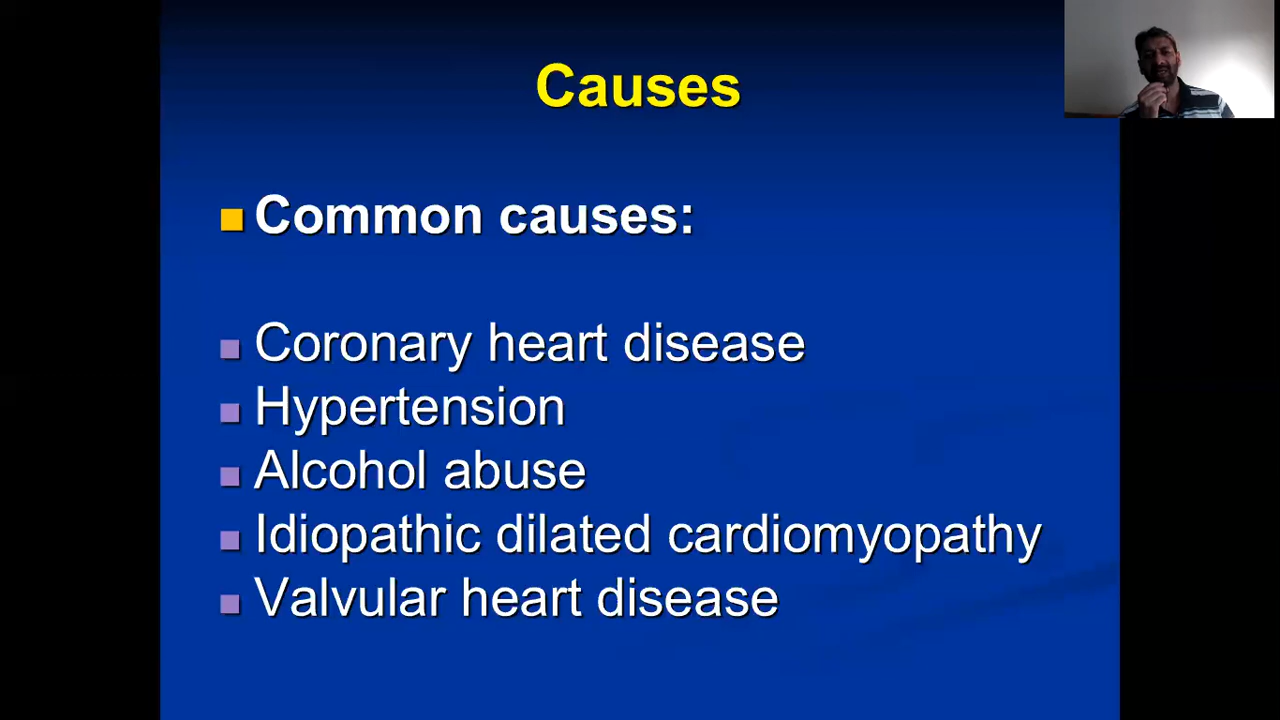 Causes
Common causes:
Coronary heart disease
Hypertension
Alcohol abuse
Idiopathic dilated cardiomyopathy
Valvular heart disease